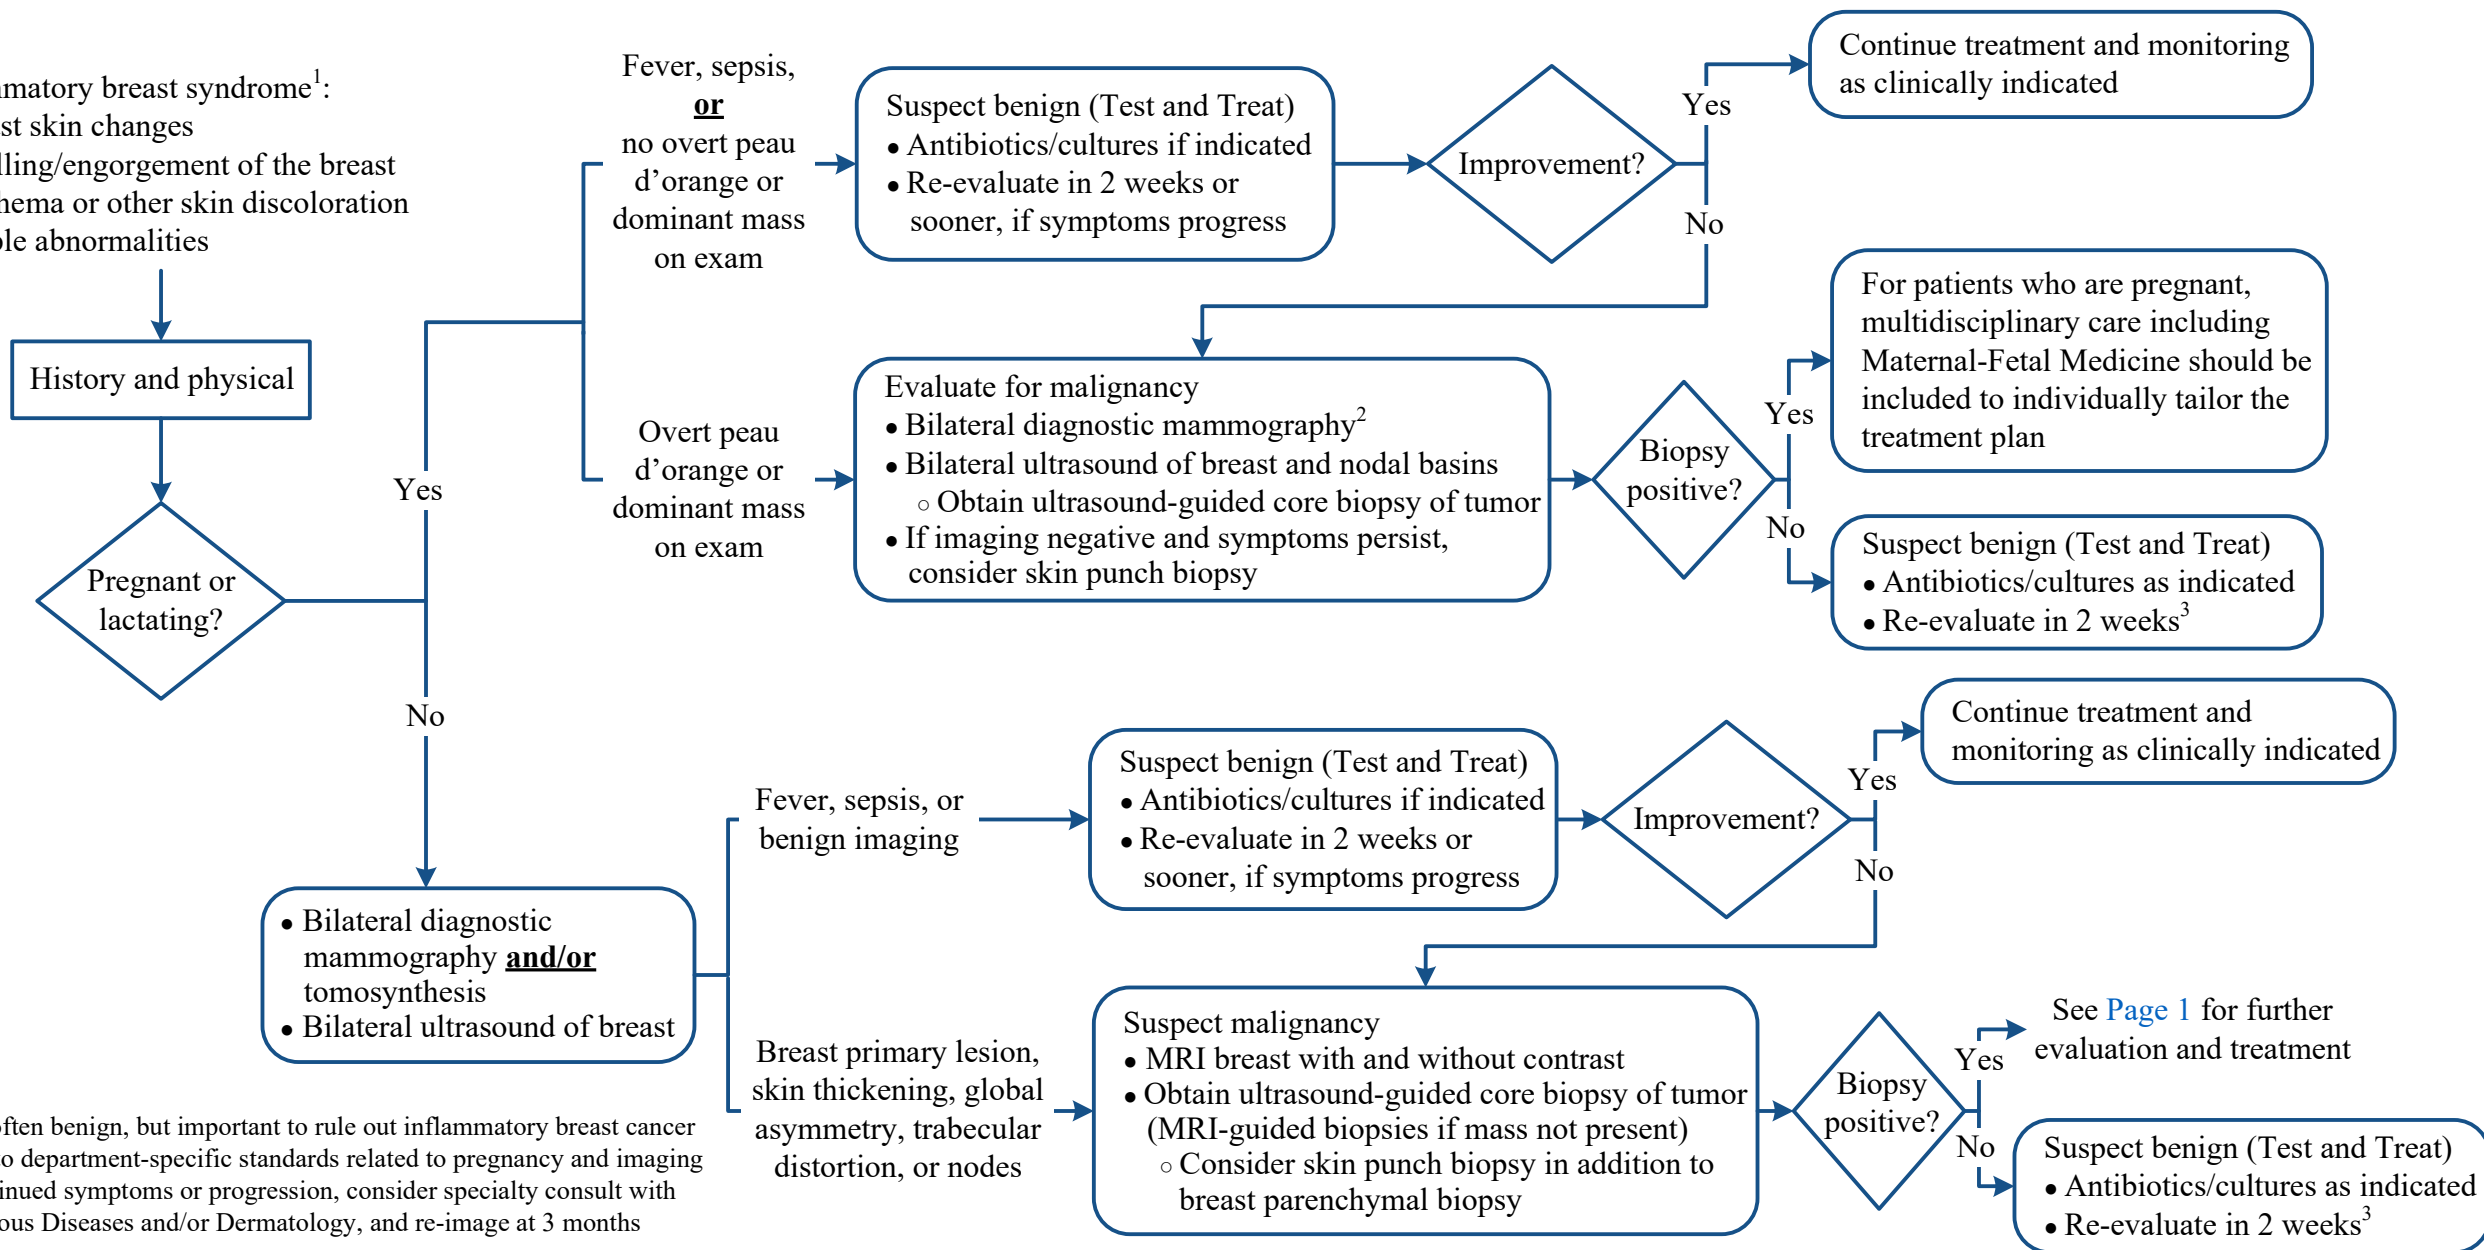 matory breast syndrome1:
st skin changes
lling/engorgement of the breast
hema or other skin discoloration
ble abnormalities
History and physical
Pregnant or
lactating?
Yes
No
Fever, sepsis,
or
no overt peau
d’orange or
dominant mass
on exam
Suspect benign (Test and Treat)
● Antibiotics/cultures if indicated
● Re-evaluate in 2 weeks or
sooner, if symptoms progress
Improvement?
Yes
No
Continue treatment and monitoring
as clinically indicated
Overt peau
d’orange or
dominant mass
on exam
Evaluate for malignancy
● Bilateral diagnostic mammography2
● Bilateral ultrasound of breast and nodal basins
○ Obtain ultrasound-guided core biopsy of tumor
● If imaging negative and symptoms persist,
consider skin punch biopsy
Biopsy
positive?
Yes
No
For patients who are pregnant,
multidisciplinary care including
Maternal-Fetal Medicine should be
included to individually tailor the
treatment plan
Suspect benign (Test and Treat)
● Antibiotics/cultures as indicated
● Re-evaluate in 2 weeks3
● Bilateral diagnostic
mammography and/or
tomosynthesis
● Bilateral ultrasound of breast
Fever, sepsis, or
benign imaging
Suspect benign (Test and Treat)
● Antibiotics/cultures if indicated
● Re-evaluate in 2 weeks or
sooner, if symptoms progress
Improvement?
Yes
No
Continue treatment and
monitoring as clinically indicated
Breast primary lesion,
skin thickening, global
asymmetry, trabecular
distortion, or nodes
Suspect malignancy
● MRI breast with and without contrast
● Obtain ultrasound-guided core biopsy of tumor
(MRI-guided biopsies if mass not present)
○ Consider skin punch biopsy in addition to
breast parenchymal biopsy
Biopsy
positive?
Yes
No
See Page 1 for further
evaluation and treatment
Suspect benign (Test and Treat)
● Antibiotics/cultures as indicated
● Re-evaluate in 2 weeks3
often benign, but important to rule out inflammatory breast cancer
to department-specific standards related to pregnancy and imaging
inued symptoms or progression, consider specialty consult with
ous Diseases and/or Dermatology, and re-image at 3 months